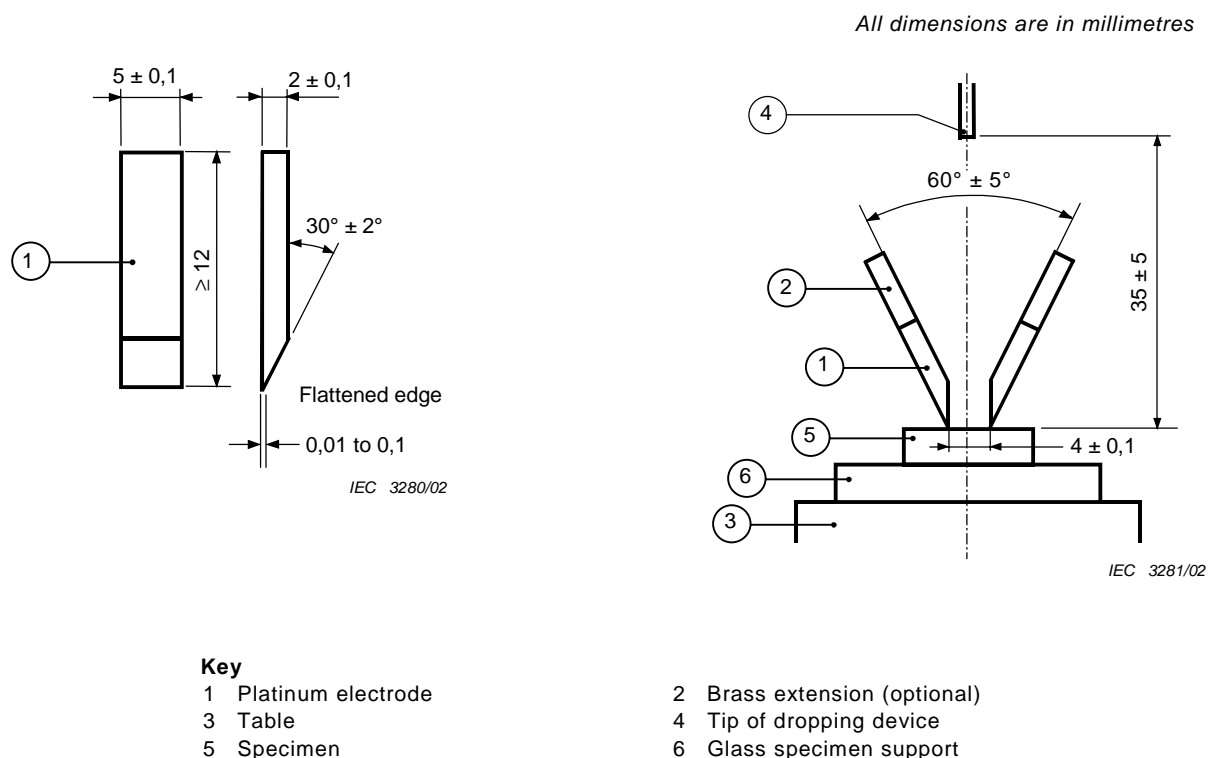 All dimensions are in millimetres
5 ± 0,1
2 ± 0,1
30° ± 2°
1
≥ 12
Flattened edge
0,01 to 0,1
IEC 3280/02
4
60° ± 5°
2
35 ± 5
1
5
4 ± 0,1
6
3
IEC 3281/02
Key
1 Platinum electrode
2 Brass extension (optional)
3 Table
4 Tip of dropping device
5 Specimen
6 Glass specimen support